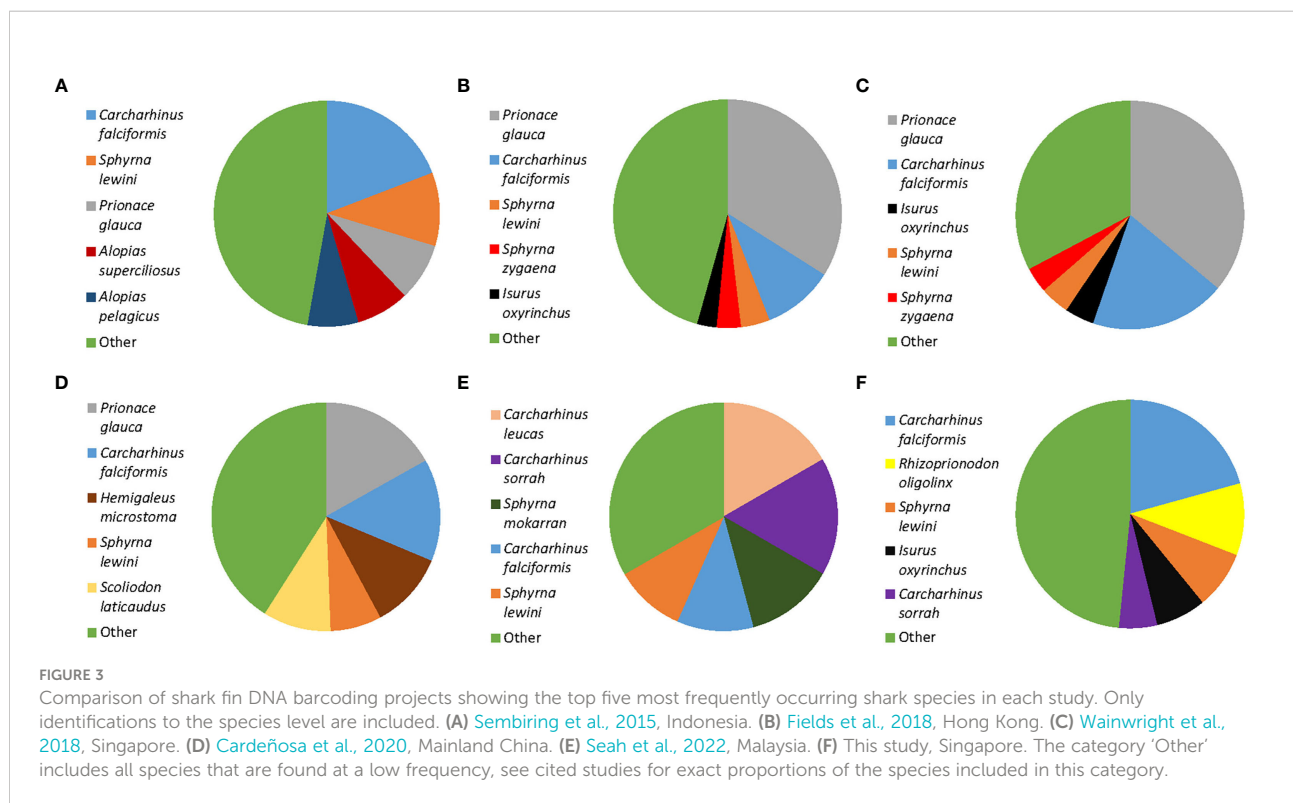 A
Carcharhinus
falciformis
Sphyrna
lewini
Prionace
glauca
Alopias
superciliosus
Alopias
pelagicus
Other
B
Prionace
glauca
Carcharhinus
falciformis
Sphyrna
lewini
Sphyrna
zygaena
Isurus
oxyrinchus
Other
C
Prionace
glauca
Carcharhinus
falciformis
Isurus
oxyrinchus
Sphyrna
lewini
Sphyrna
zygaena
Other
D
Prionace
glauca
Carcharhinus
falciformis
Hemigaleus
microstoma
Sphyrna
lewini
Scoliodon
laticaudus
Other
E
Carcharhinus
leucas
Carcharhinus
sorrah
Sphyrna
mokarran
Carcharhinus
falciformis
Sphyrna
lewini
Other
F
Carcharhinus
falciformis
Rhizoprionodon
oligolinx
Sphyrna
lewini
Isurus
oxyrinchus
Carcharhinus
sorrah
Other
FIGURE 3
Comparison of shark fin DNA barcoding projects showing the top five most frequently occurring shark species in each study. Only
identifications to the species level are included. (A) Sembiring et al., 2015, Indonesia. (B) Fields et al., 2018, Hong Kong. (C) Wainwright et al.,
2018, Singapore. (D) Cardeñosa et al., 2020, Mainland China. (E) Seah et al., 2022, Malaysia. (F) This study, Singapore. The category ‘Other’
includes all species that are found at a low frequency, see cited studies for exact proportions of the species included in this category.